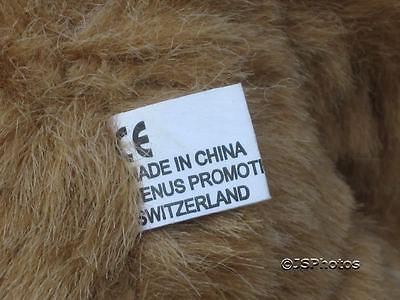 CE
ADE IN CHINA
ENUS PROMOTI
SWITZERLAND
©JSPhotos